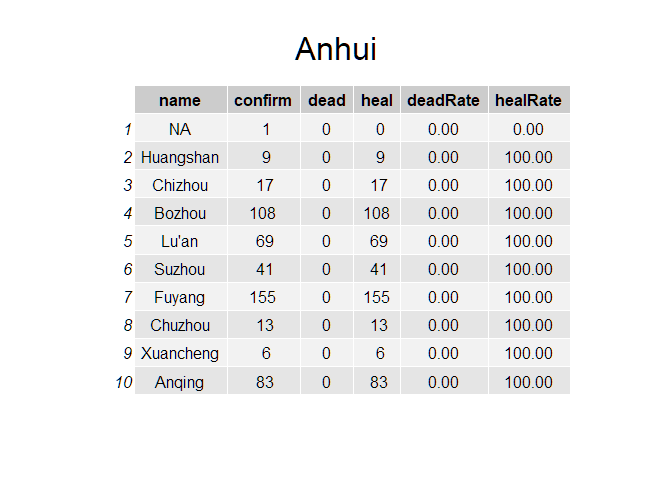 Anhui
name confirm dead heal deadRate healRate
1 NA 1 0 0 0.00 0.00
2 Huangshan 9 0 9 0.00 100.00
3 Chizhou 17 0 17 0.00 100.00
4 Bozhou 108 0 108 0.00 100.00
5 Lu'an 69 0 69 0.00 100.00
6 Suzhou 41 0 41 0.00 100.00
7 Fuyang 155 0 155 0.00 100.00
8 Chuzhou 13 0 13 0.00 100.00
9 Xuancheng 6 0 6 0.00 100.00
10 Anqing 83 0 83 0.00 100.00